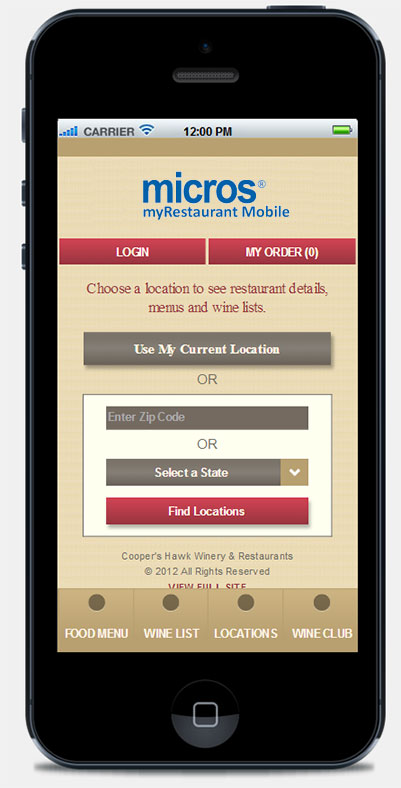 CARRIER 12:00 PM
micros®
myRestaurant Mobile
LOGIN MY ORDER (0)
Choose a location to see restaurant details,
menus and wine lists.
Use My Current Location
OR
Enter Zip Code
OR
Select a State
Find Locations
Cooper's Hawk Winery & Restaurants
© 2012 All Rights Reserved
VIEW FULL SITE
FOOD MENU WINE LIST LOCATIONS WINE CLUB